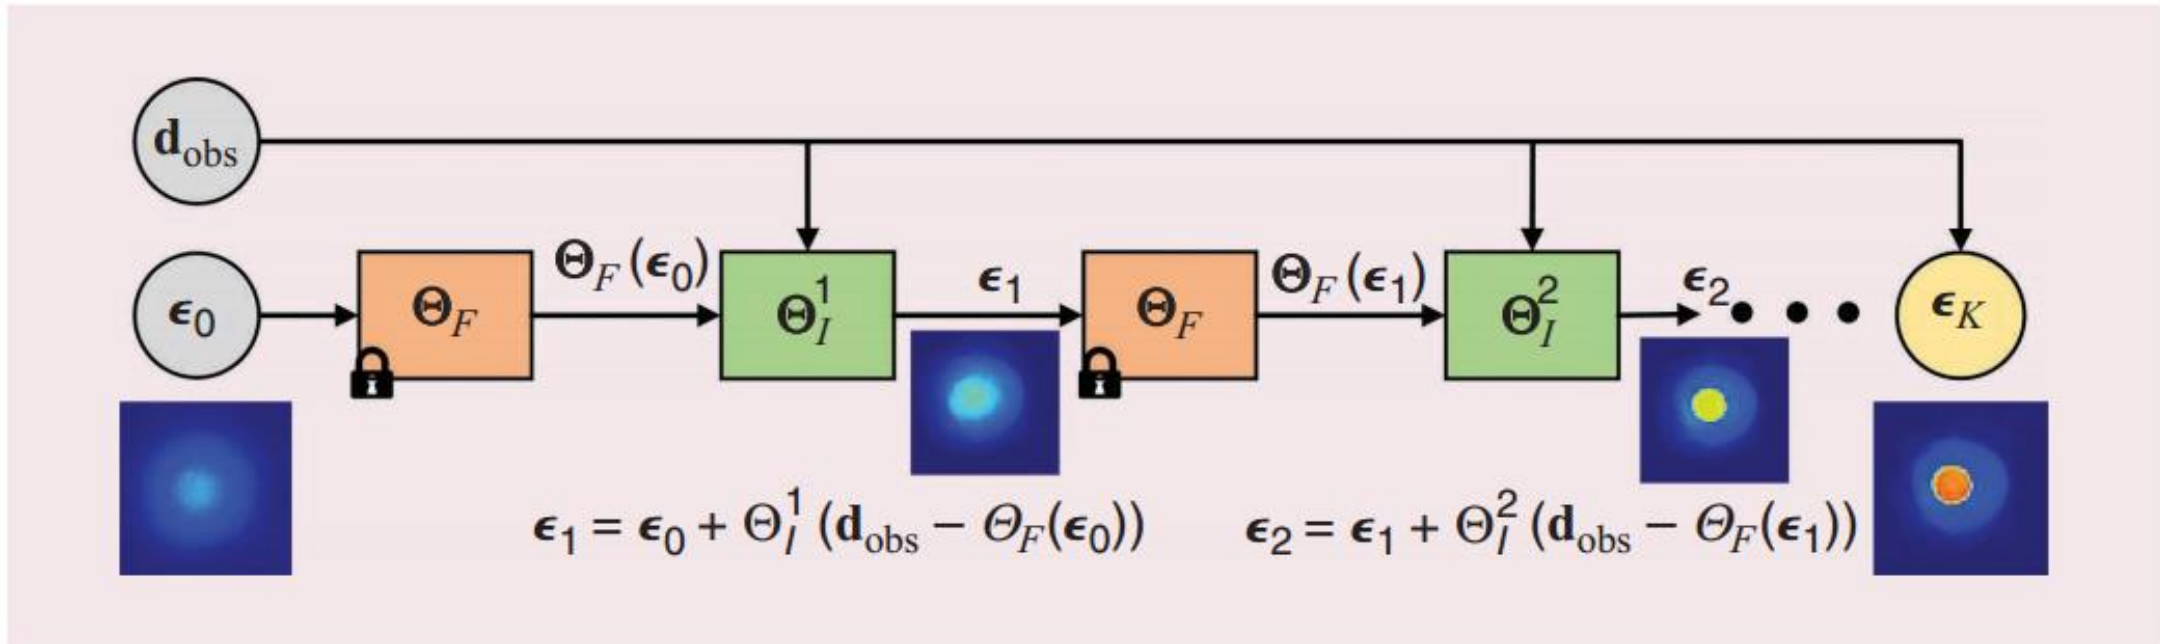 d_obs
Θ_F(ϵ_0) Θ_F(ϵ_1)
ϵ_0 Θ_F Θ_I^1 ϵ_1 Θ_F Θ_I^2 ϵ_2 • • • ϵ_K
ϵ_1 = ϵ_0 + Θ_I^1 (d_obs − Θ_F(ϵ_0)) ϵ_2 = ϵ_1 + Θ_I^2 (d_obs − Θ_F(ϵ_1))